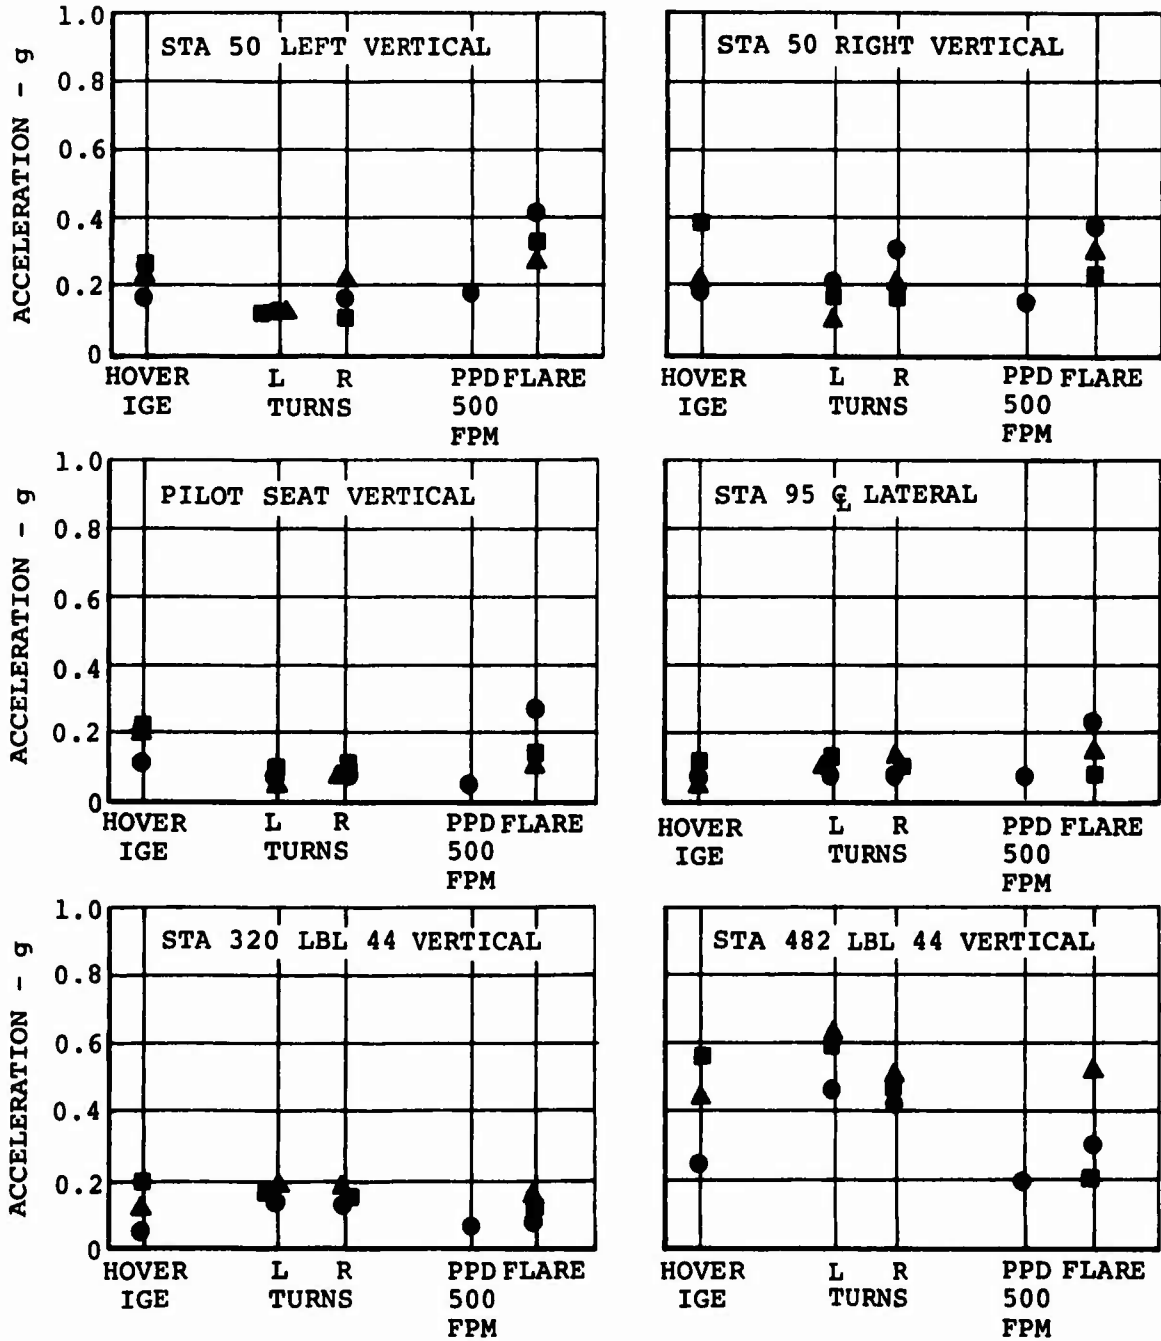 STA 50 LEFT VERTICAL
ACCELERATION - g
1.0
0.8
0.6
0.4
0.2
0
HOVER L R PPD FLARE
IGE TURNS 500
FPM
STA 50 RIGHT VERTICAL
HOVER L R PPD FLARE
IGE TURNS 500
FPM
PILOT SEAT VERTICAL
ACCELERATION - g
1.0
0.8
0.6
0.4
0.2
0
HOVER L R PPD FLARE
IGE TURNS 500
FPM
STA 95 ℄ LATERAL
HOVER L R PPD FLARE
IGE TURNS 500
FPM
STA 320 LBL 44 VERTICAL
ACCELERATION - g
1.0
0.8
0.6
0.4
0.2
0
HOVER L R PPD FLARE
IGE TURNS 500
FPM
STA 482 LBL 44 VERTICAL
HOVER L R PPD FLARE
IGE TURNS 500
FPM